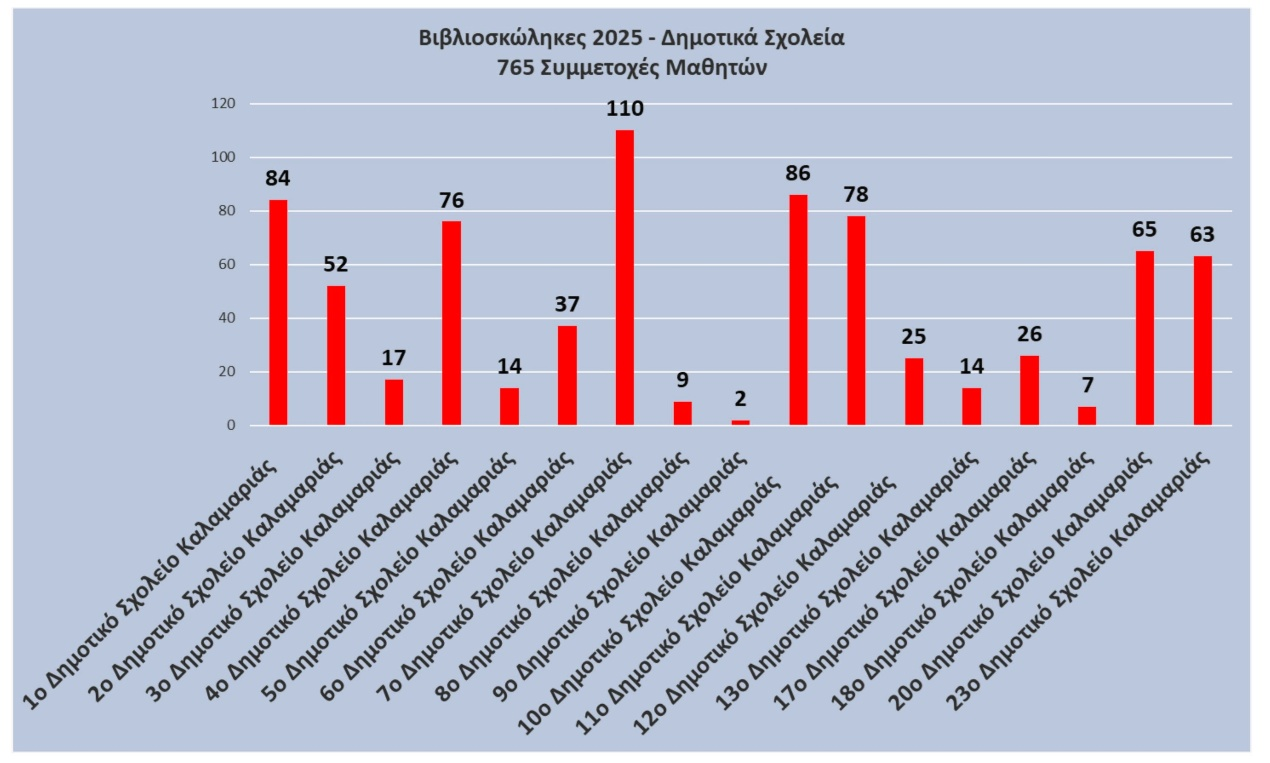 Βιβλιοσκώληκες 2025 - Δημοτικά Σχολεία
765 Συμμετοχές Μαθητών
120
100
80
60
40
20
0
84
52
17
76
14
37
110
9
2
86
78
25
14
26
7
65
63
1ο Δημοτικό Σχολείο Καλαμαριάς
2ο Δημοτικό Σχολείο Καλαμαριάς
3ο Δημοτικό Σχολείο Καλαμαριάς
4ο Δημοτικό Σχολείο Καλαμαριάς
5ο Δημοτικό Σχολείο Καλαμαριάς
6ο Δημοτικό Σχολείο Καλαμαριάς
7ο Δημοτικό Σχολείο Καλαμαριάς
8ο Δημοτικό Σχολείο Καλαμαριάς
9ο Δημοτικό Σχολείο Καλαμαριάς
10ο Δημοτικό Σχολείο Καλαμαριάς
11ο Δημοτικό Σχολείο Καλαμαριάς
12ο Δημοτικό Σχολείο Καλαμαριάς
13ο Δημοτικό Σχολείο Καλαμαριάς
17ο Δημοτικό Σχολείο Καλαμαριάς
18ο Δημοτικό Σχολείο Καλαμαριάς
20ο Δημοτικό Σχολείο Καλαμαριάς
23ο Δημοτικό Σχολείο Καλαμαριάς